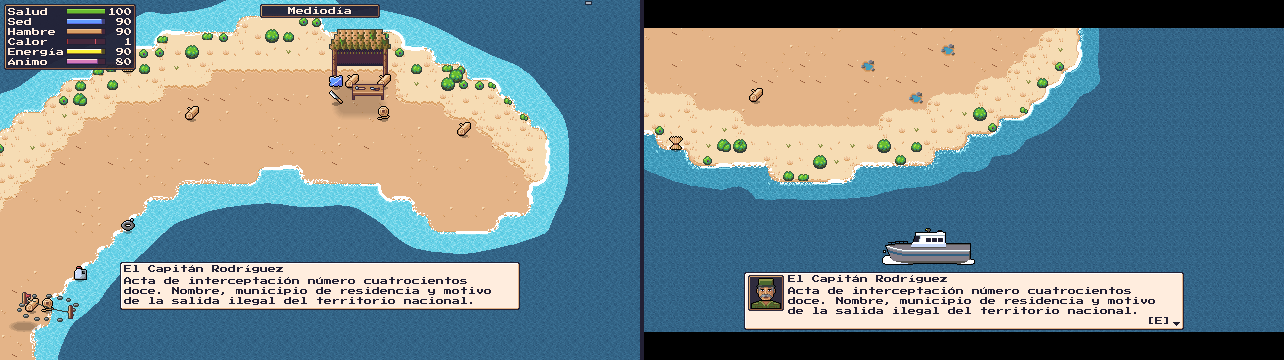 Salud 100
Sed 90
Hambre 90
Calor 1
Energía 90
Ánimo 80
Mediodía
El Capitán Rodríguez
Acta de interceptación número cuatrocientos
doce. Nombre, municipio de residencia y motivo
de la salida ilegal del territorio nacional.
El Capitán Rodríguez
Acta de interceptación número cuatrocientos
doce. Nombre, municipio de residencia y motivo
de la salida ilegal del territorio nacional.
[E]